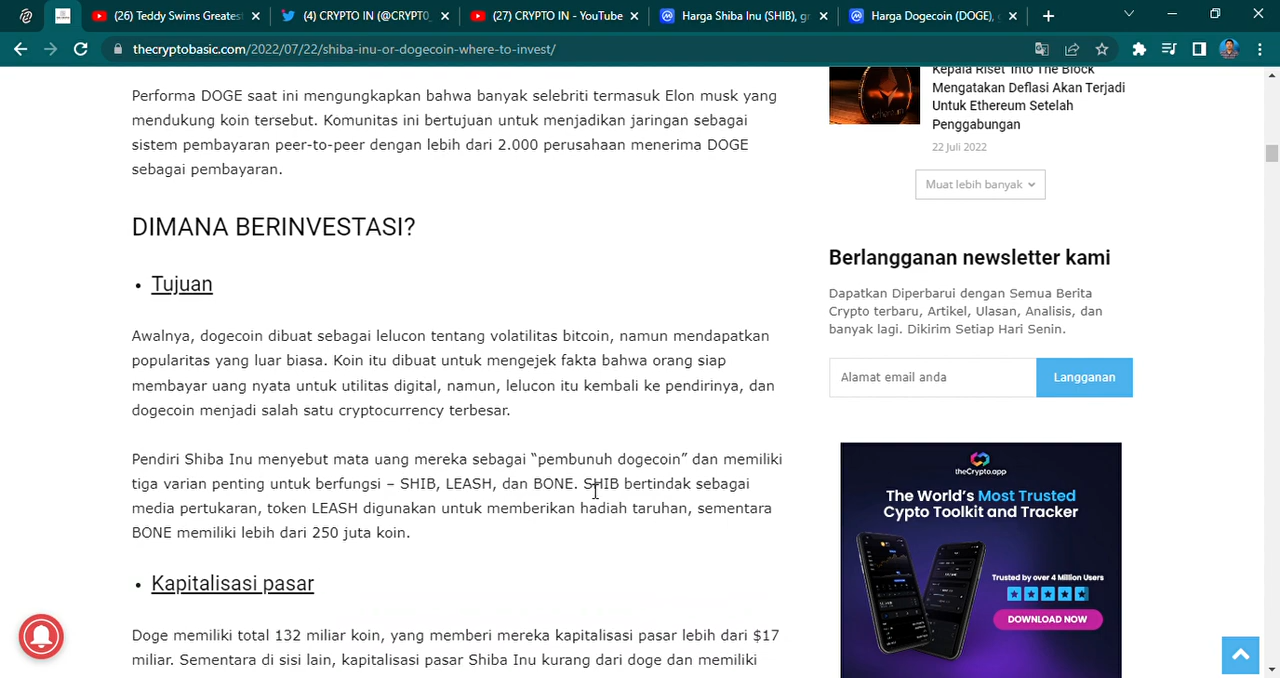 (26) Teddy Swims Greatest
(4) CRYPTO IN (@CRYPTO_
(27) CRYPTO IN - YouTube
Harga Shiba Inu (SHIB), gr
Harga Dogecoin (DOGE), g
thecryptobasic.com/2022/07/22/shiba-inu-or-dogecoin-where-to-invest/
Performa DOGE saat ini mengungkapkan bahwa banyak selebriti termasuk Elon musk yang
mendukung koin tersebut. Komunitas ini bertujuan untuk menjadikan jaringan sebagai
sistem pembayaran peer-to-peer dengan lebih dari 2.000 perusahaan menerima DOGE
sebagai pembayaran.
DIMANA BERINVESTASI?
• Tujuan
Awalnya, dogecoin dibuat sebagai lelucon tentang volatilitas bitcoin, namun mendapatkan
popularitas yang luar biasa. Koin itu dibuat untuk mengejek fakta bahwa orang siap
membayar uang nyata untuk utilitas digital, namun, lelucon itu kembali ke pendirinya, dan
dogecoin menjadi salah satu cryptocurrency terbesar.
Pendiri Shiba Inu menyebut mata uang mereka sebagai “pembunuh dogecoin” dan memiliki
tiga varian penting untuk berfungsi – SHIB, LEASH, dan BONE. SHIB bertindak sebagai
media pertukaran, token LEASH digunakan untuk memberikan hadiah taruhan, sementara
BONE memiliki lebih dari 250 juta koin.
• Kapitalisasi pasar
Doge memiliki total 132 miliar koin, yang memberi mereka kapitalisasi pasar lebih dari $17
miliar. Sementara di sisi lain, kapitalisasi pasar Shiba Inu kurang dari doge dan memiliki
Kepala Riset Into The Block
Mengatakan Deflasi Akan Terjadi
Untuk Ethereum Setelah
Penggabungan
22 Juli 2022
Muat lebih banyak
Berlangganan newsletter kami
Dapatkan Diperbarui dengan Semua Berita
Crypto terbaru, Artikel, Ulasan, Analisis, dan
banyak lagi. Dikirim Setiap Hari Senin.
Alamat email anda
Langganan
theCrypto.app
The World's Most Trusted
Cypto Toolkit and Tracker
Trusted by over 4 Million Users
DOWNLOAD NOW